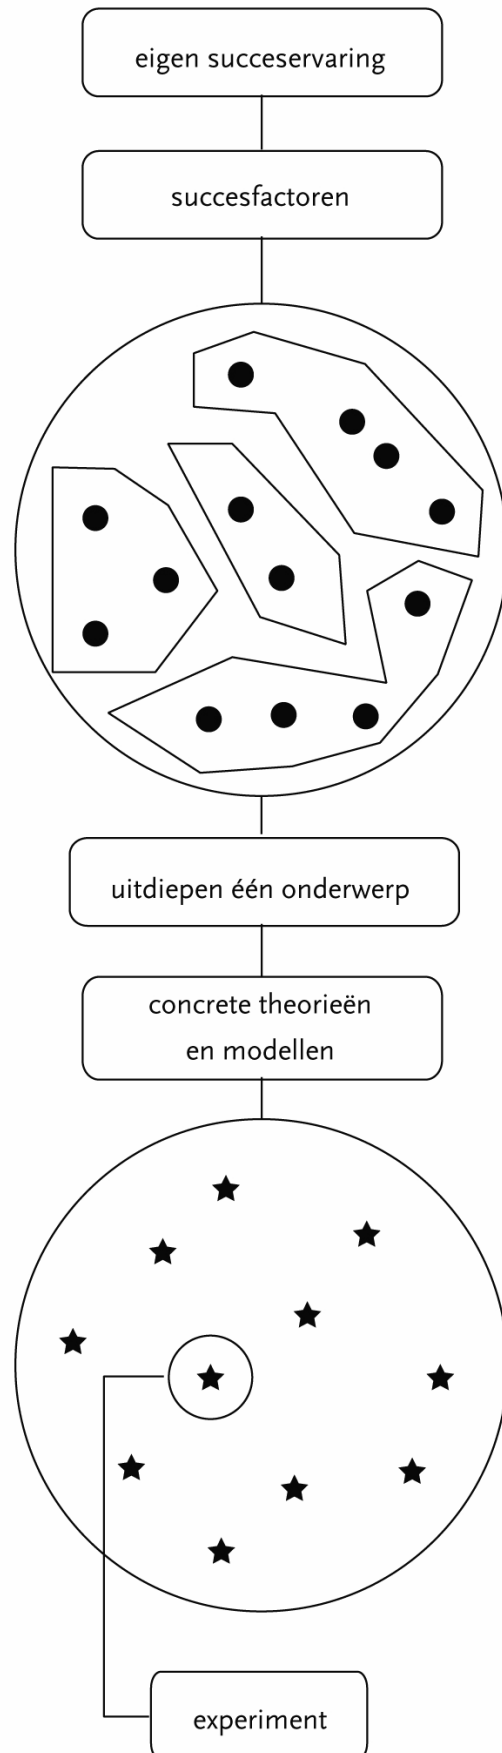 eigen succeservaring
succesfactoren
uitdiepen één onderwerp
concrete theorieën
en modellen
experiment